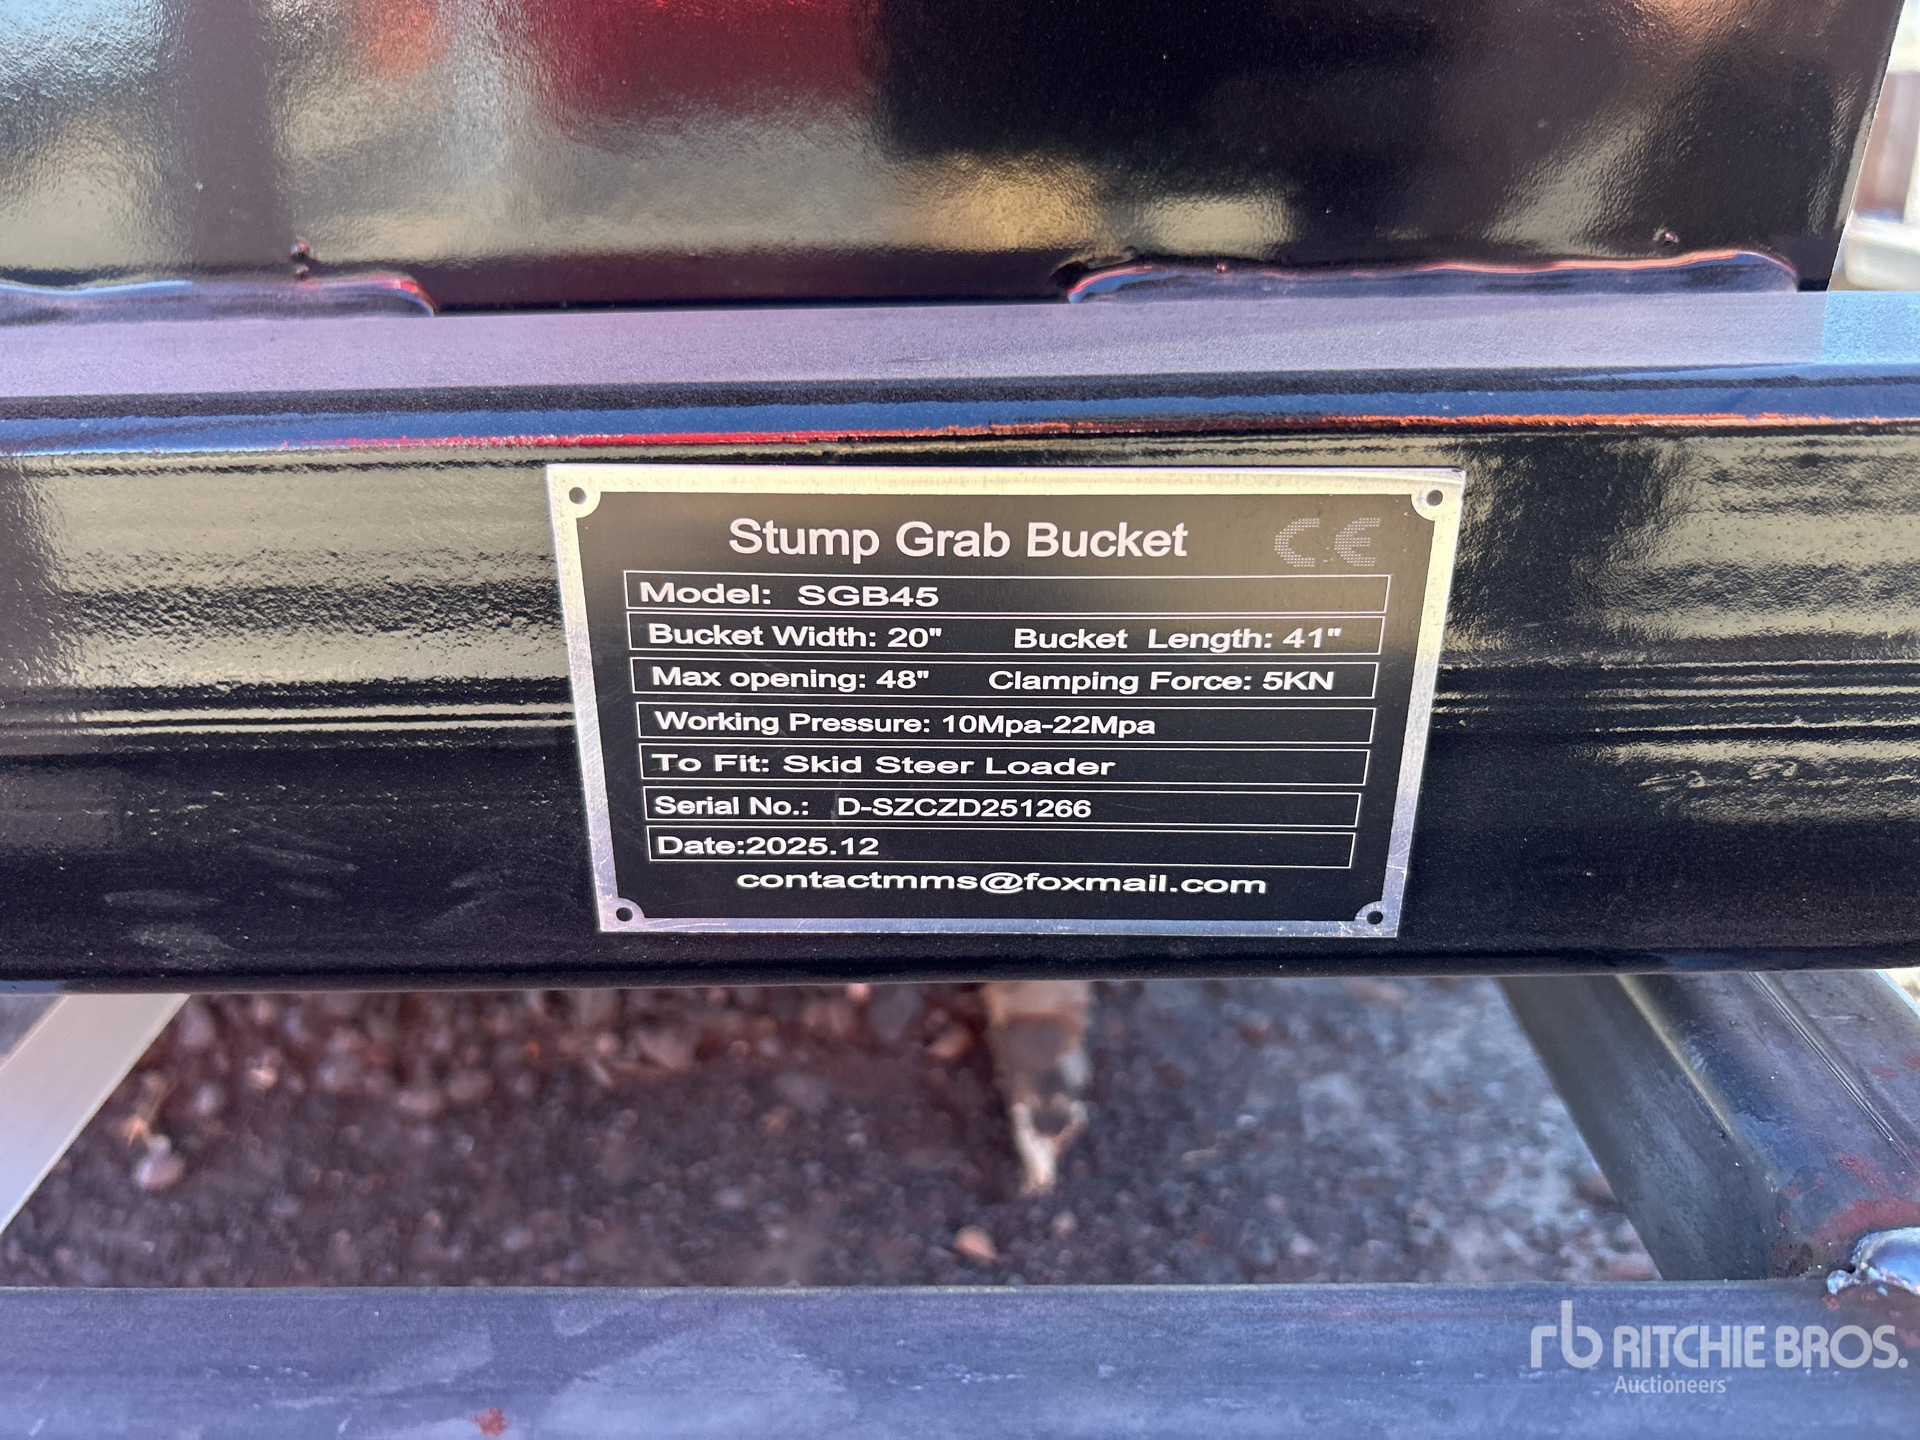 Stump Grab Bucket CE
Model: SGB45
Bucket Width: 20" Bucket Length: 41"
Max opening: 48" Clamping Force: 5KN
Working Pressure: 10Mpa-22Mpa
To Fit: Skid Steer Loader
Serial No.: D-SZCZD251266
Date:2025.12
contactmms@foxmail.com
rb RITCHIE BROS.
Auctioneers